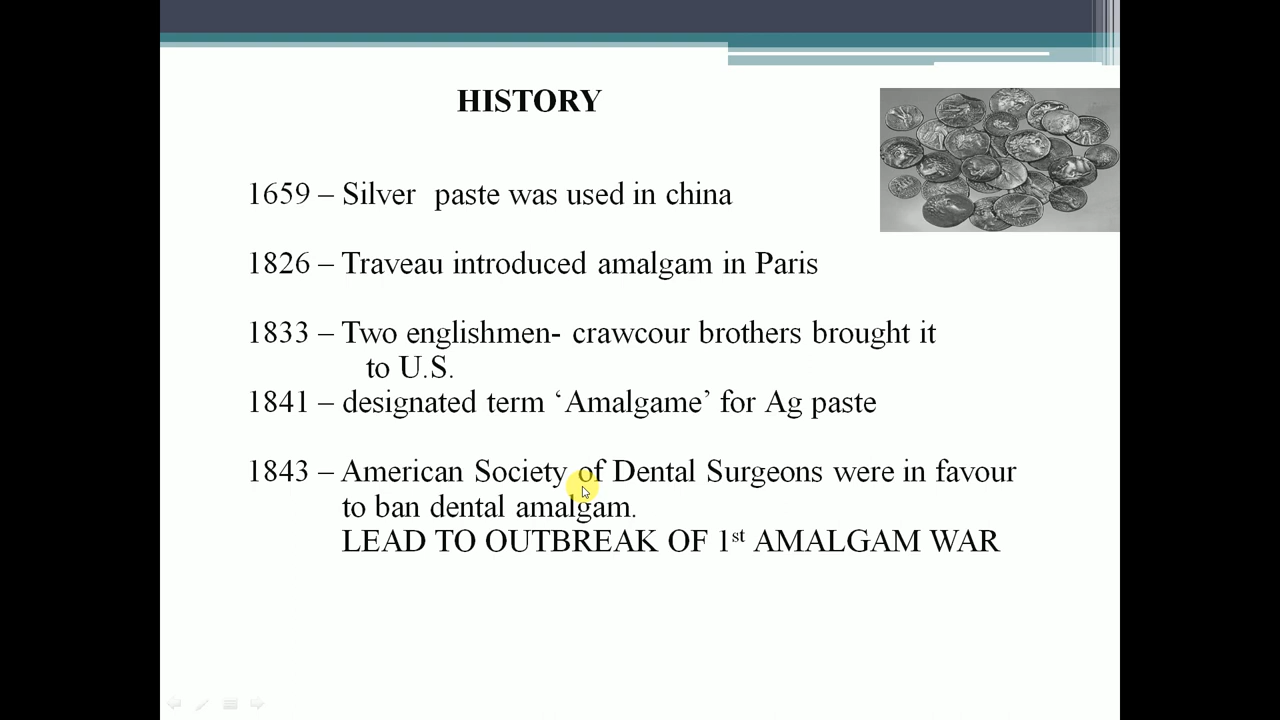 HISTORY
1659 – Silver paste was used in china
1826 – Traveau introduced amalgam in Paris
1833 – Two englishmen- crawcour brothers brought it
to U.S.
1841 – designated term ‘Amalgame’ for Ag paste
1843 – American Society of Dental Surgeons were in favour
to ban dental amalgam.
LEAD TO OUTBREAK OF 1st AMALGAM WAR